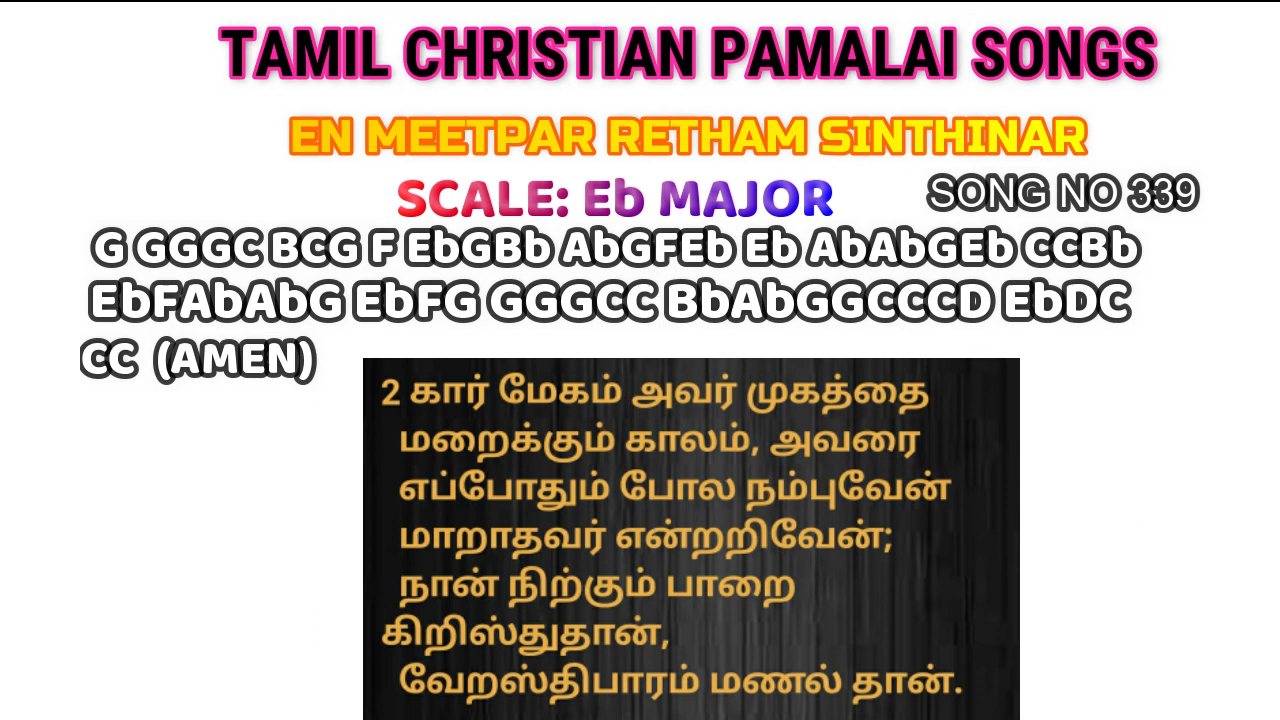 TAMIL CHRISTIAN PAMALAI SONGS
EN MEETPAR RETHAM SINTHINAR
SCALE: Eb MAJOR
SONG NO 339
G GGGC BCG F EbGBb AbGFEb Eb AbAbGEb CCBb
EbFAbAbG EbFG GGGCC BbAbGGCCCD EbDC
CC (AMEN)
2 கார் மேகம் அவர் முகத்தை
மறைக்கும் காலம், அவரை
எப்போதும் போல நம்புவேன்
மாறாதவர் என்றறிவேன்;
நான் நிற்கும் பாறை
கிறிஸ்துதான்,
வேறஸ்திபாரம் மணல் தான்.